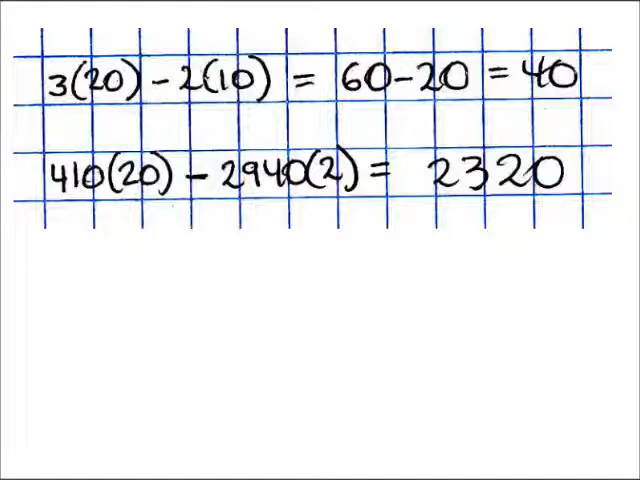 3(20) - 2(10) = 60 - 20 = 40
410(20) - 2940(2) = 2320